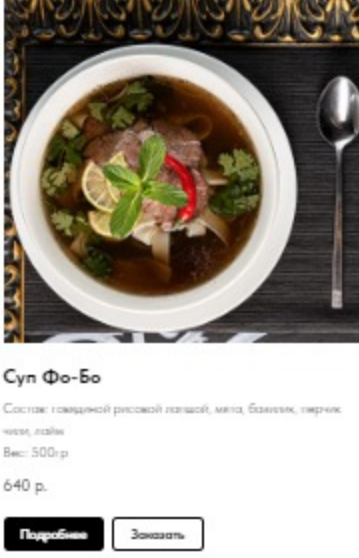 Суп Фо-Бо
Состав: говядиной рисовой лапшой, мята, базилик, перчик
чили, лайм
Вес: 500гр
640 р.
Подробнее
Заказать